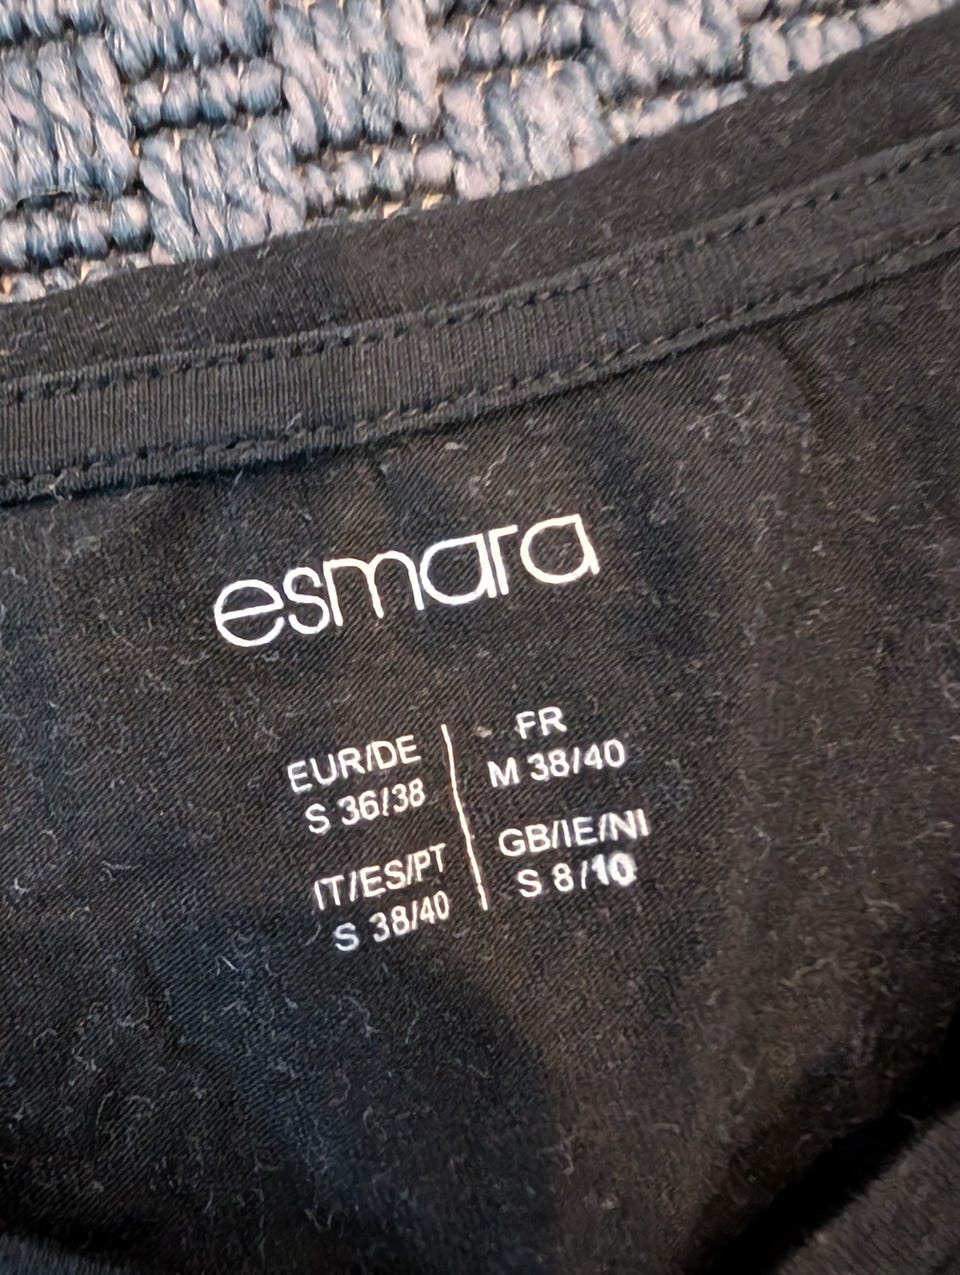 esmara
EUR/DE
S 36/38
FR
M 38/40
IT/ES/PT
S 38/40
GB/IE/NI
S 8/10